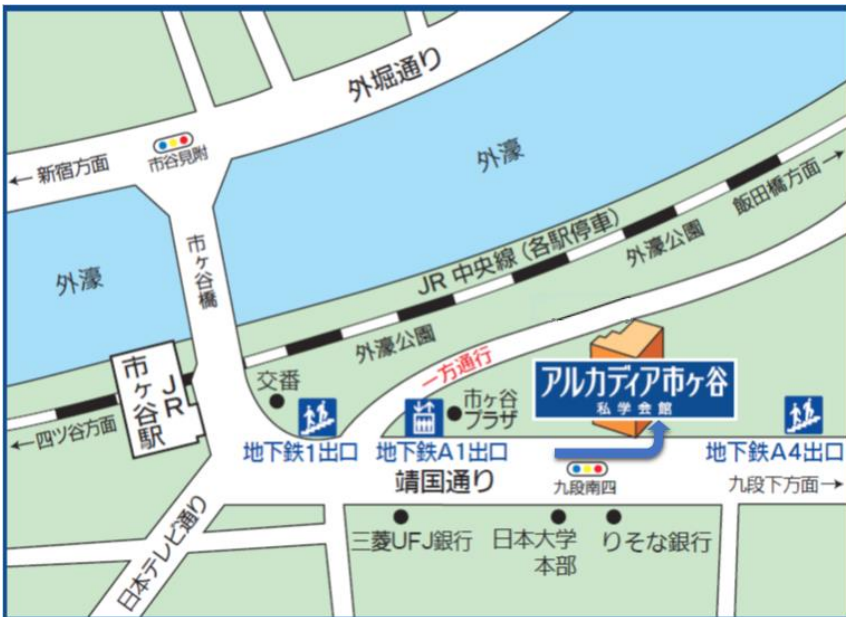 外堀通り
← 新宿方面
市谷見附
外濠
飯田橋方面 →
市ヶ谷橋
外濠
JR 中央線 (各駅停車)
外濠公園
外濠公園
一方通行
JR
市ヶ谷駅
交番
市ヶ谷
プラザ
アルカディア市ヶ谷
私学会館
← 四ツ谷方面
地下鉄1出口
地下鉄A1出口
地下鉄A4出口
靖国通り
九段南四
九段下方面→
日本テレビ通り
三菱UFJ銀行
日本大学
本部
りそな銀行